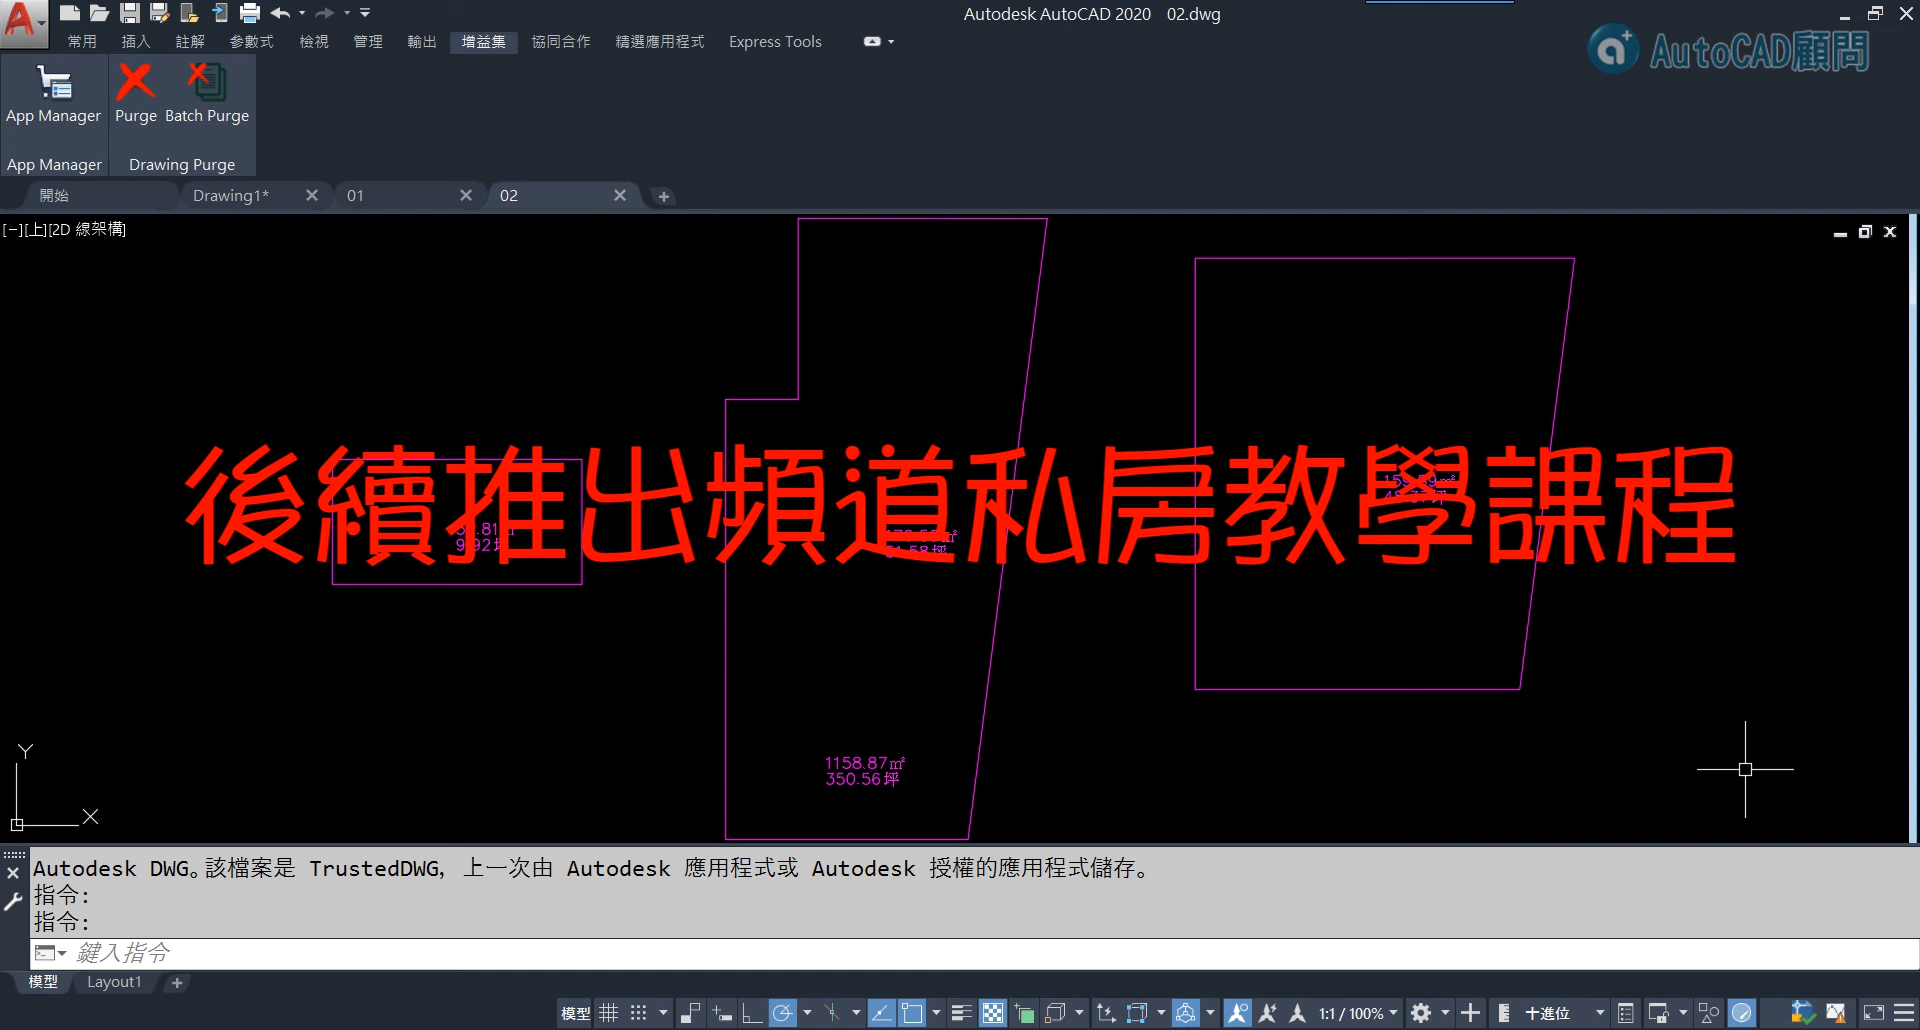 Autodesk AutoCAD 2020 02.dwg
常用 插入 註解 參數式 檢視 管理 輸出 增益集 協同合作 精選應用程式 Express Tools
AutoCAD顧問
App Manager Purge Batch Purge
App Manager Drawing Purge
開始 Drawing1* 01 02
[−][上][2D 線架構]
後續推出頻道私房教學課程
1158.87㎡
350.56坪
Y
X
Autodesk DWG。該檔案是 TrustedDWG, 上一次由 Autodesk 應用程式或 Autodesk 授權的應用程式儲存。
指令:
指令:
鍵入指令
模型 Layout1
模型 1:1 / 100% 十進位